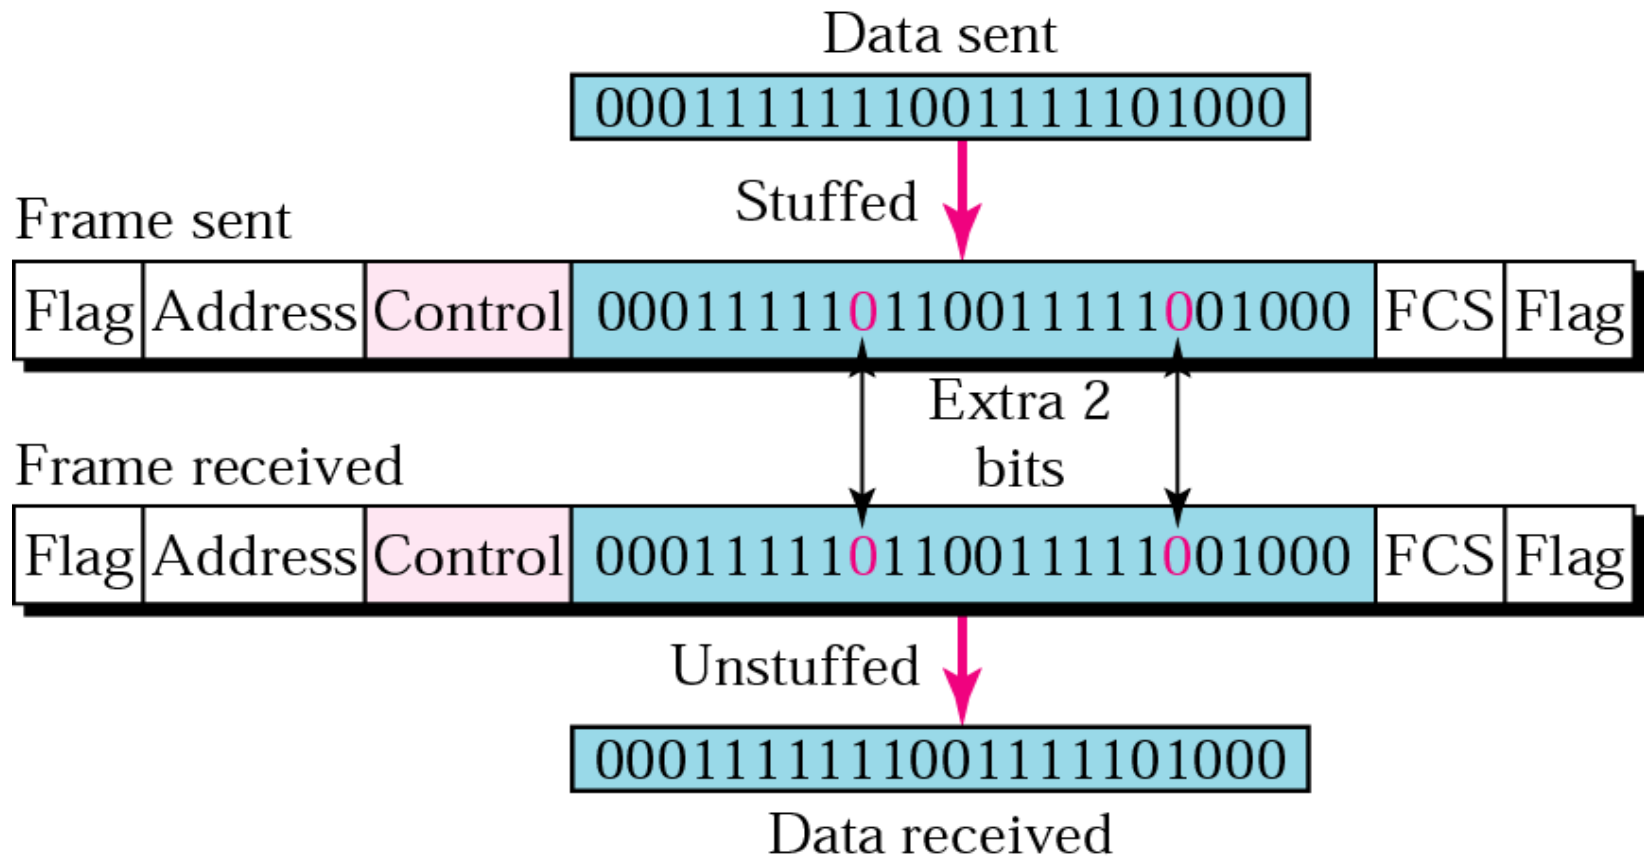 Data sent
0001111111001111101000
Stuffed
Frame sent
Flag Address Control 000111110110011111001000 FCS Flag
Extra 2
bits
Frame received
Flag Address Control 000111110110011111001000 FCS Flag
Unstuffed
0001111111001111101000
Data received